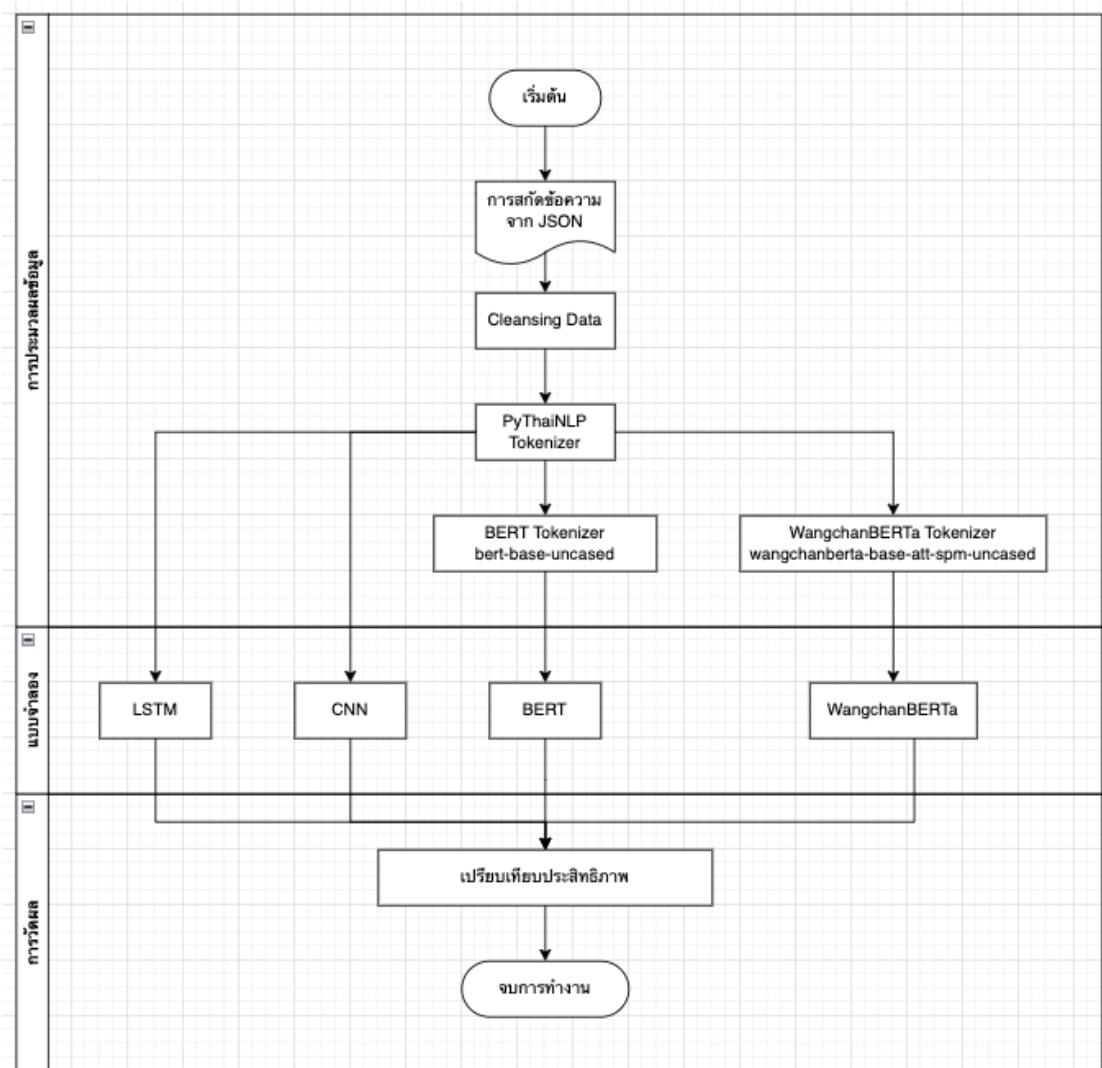 เริ่มต้น
การสกัดข้อความ
จาก JSON
Cleansing Data
PyThaiNLP
Tokenizer
BERT Tokenizer
bert-base-uncased
WangchanBERTa Tokenizer
wangchanberta-base-att-spm-uncased
การประมวลผลข้อมูล
LSTM
CNN
BERT
WangchanBERTa
แบบจำลอง
เปรียบเทียบประสิทธิภาพ
จบการทำงาน
การวัดผล